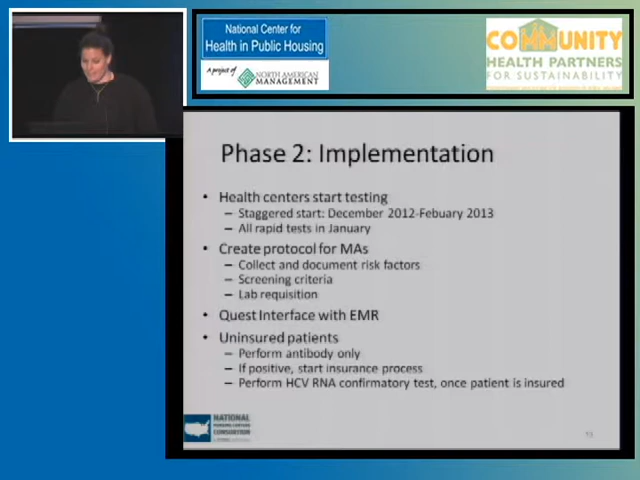 National Center for
Health in Public Housing
A project of
NORTH AMERICAN
MANAGEMENT
COMMUNITY
HEALTH PARTNERS
FOR SUSTAINABILITY
Phase 2: Implementation
• Health centers start testing
– Staggered start: December 2012-Febuary 2013
– All rapid tests in January
• Create protocol for MAs
– Collect and document risk factors
– Screening criteria
– Lab requisition
• Quest Interface with EMR
• Uninsured patients
– Perform antibody only
– If positive, start insurance process
– Perform HCV RNA confirmatory test, once patient is insured
NATIONAL
NURSING CENTERS
CONSORTIUM